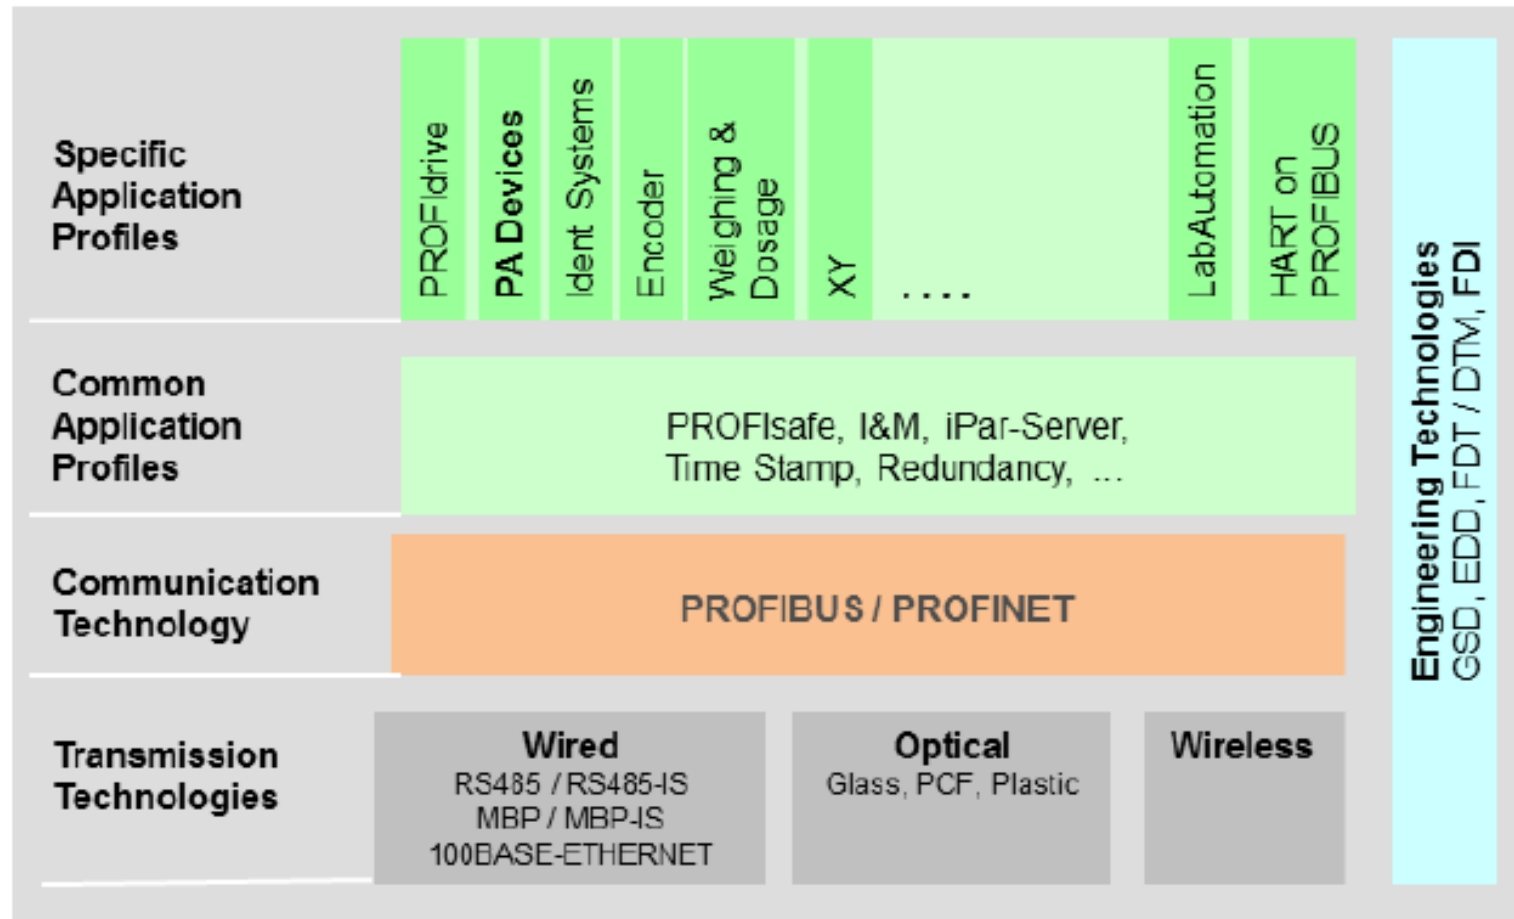 Specific
Application
Profiles
PROFIdrive
PA Devices
Ident Systems
Encoder
Weighing &
Dosage
XY
....
LabAutomation
HART on
PROFIBUS
Common
Application
Profiles
PROFIsafe, I&M, iPar-Server,
Time Stamp, Redundancy, ...
Communication
Technology
PROFIBUS / PROFINET
Transmission
Technologies
Wired
RS485 / RS485-IS
MBP / MBP-IS
100BASE-ETHERNET
Optical
Glass, PCF, Plastic
Wireless
Engineering Technologies
GSD, EDD, FDT / DTM, FDI